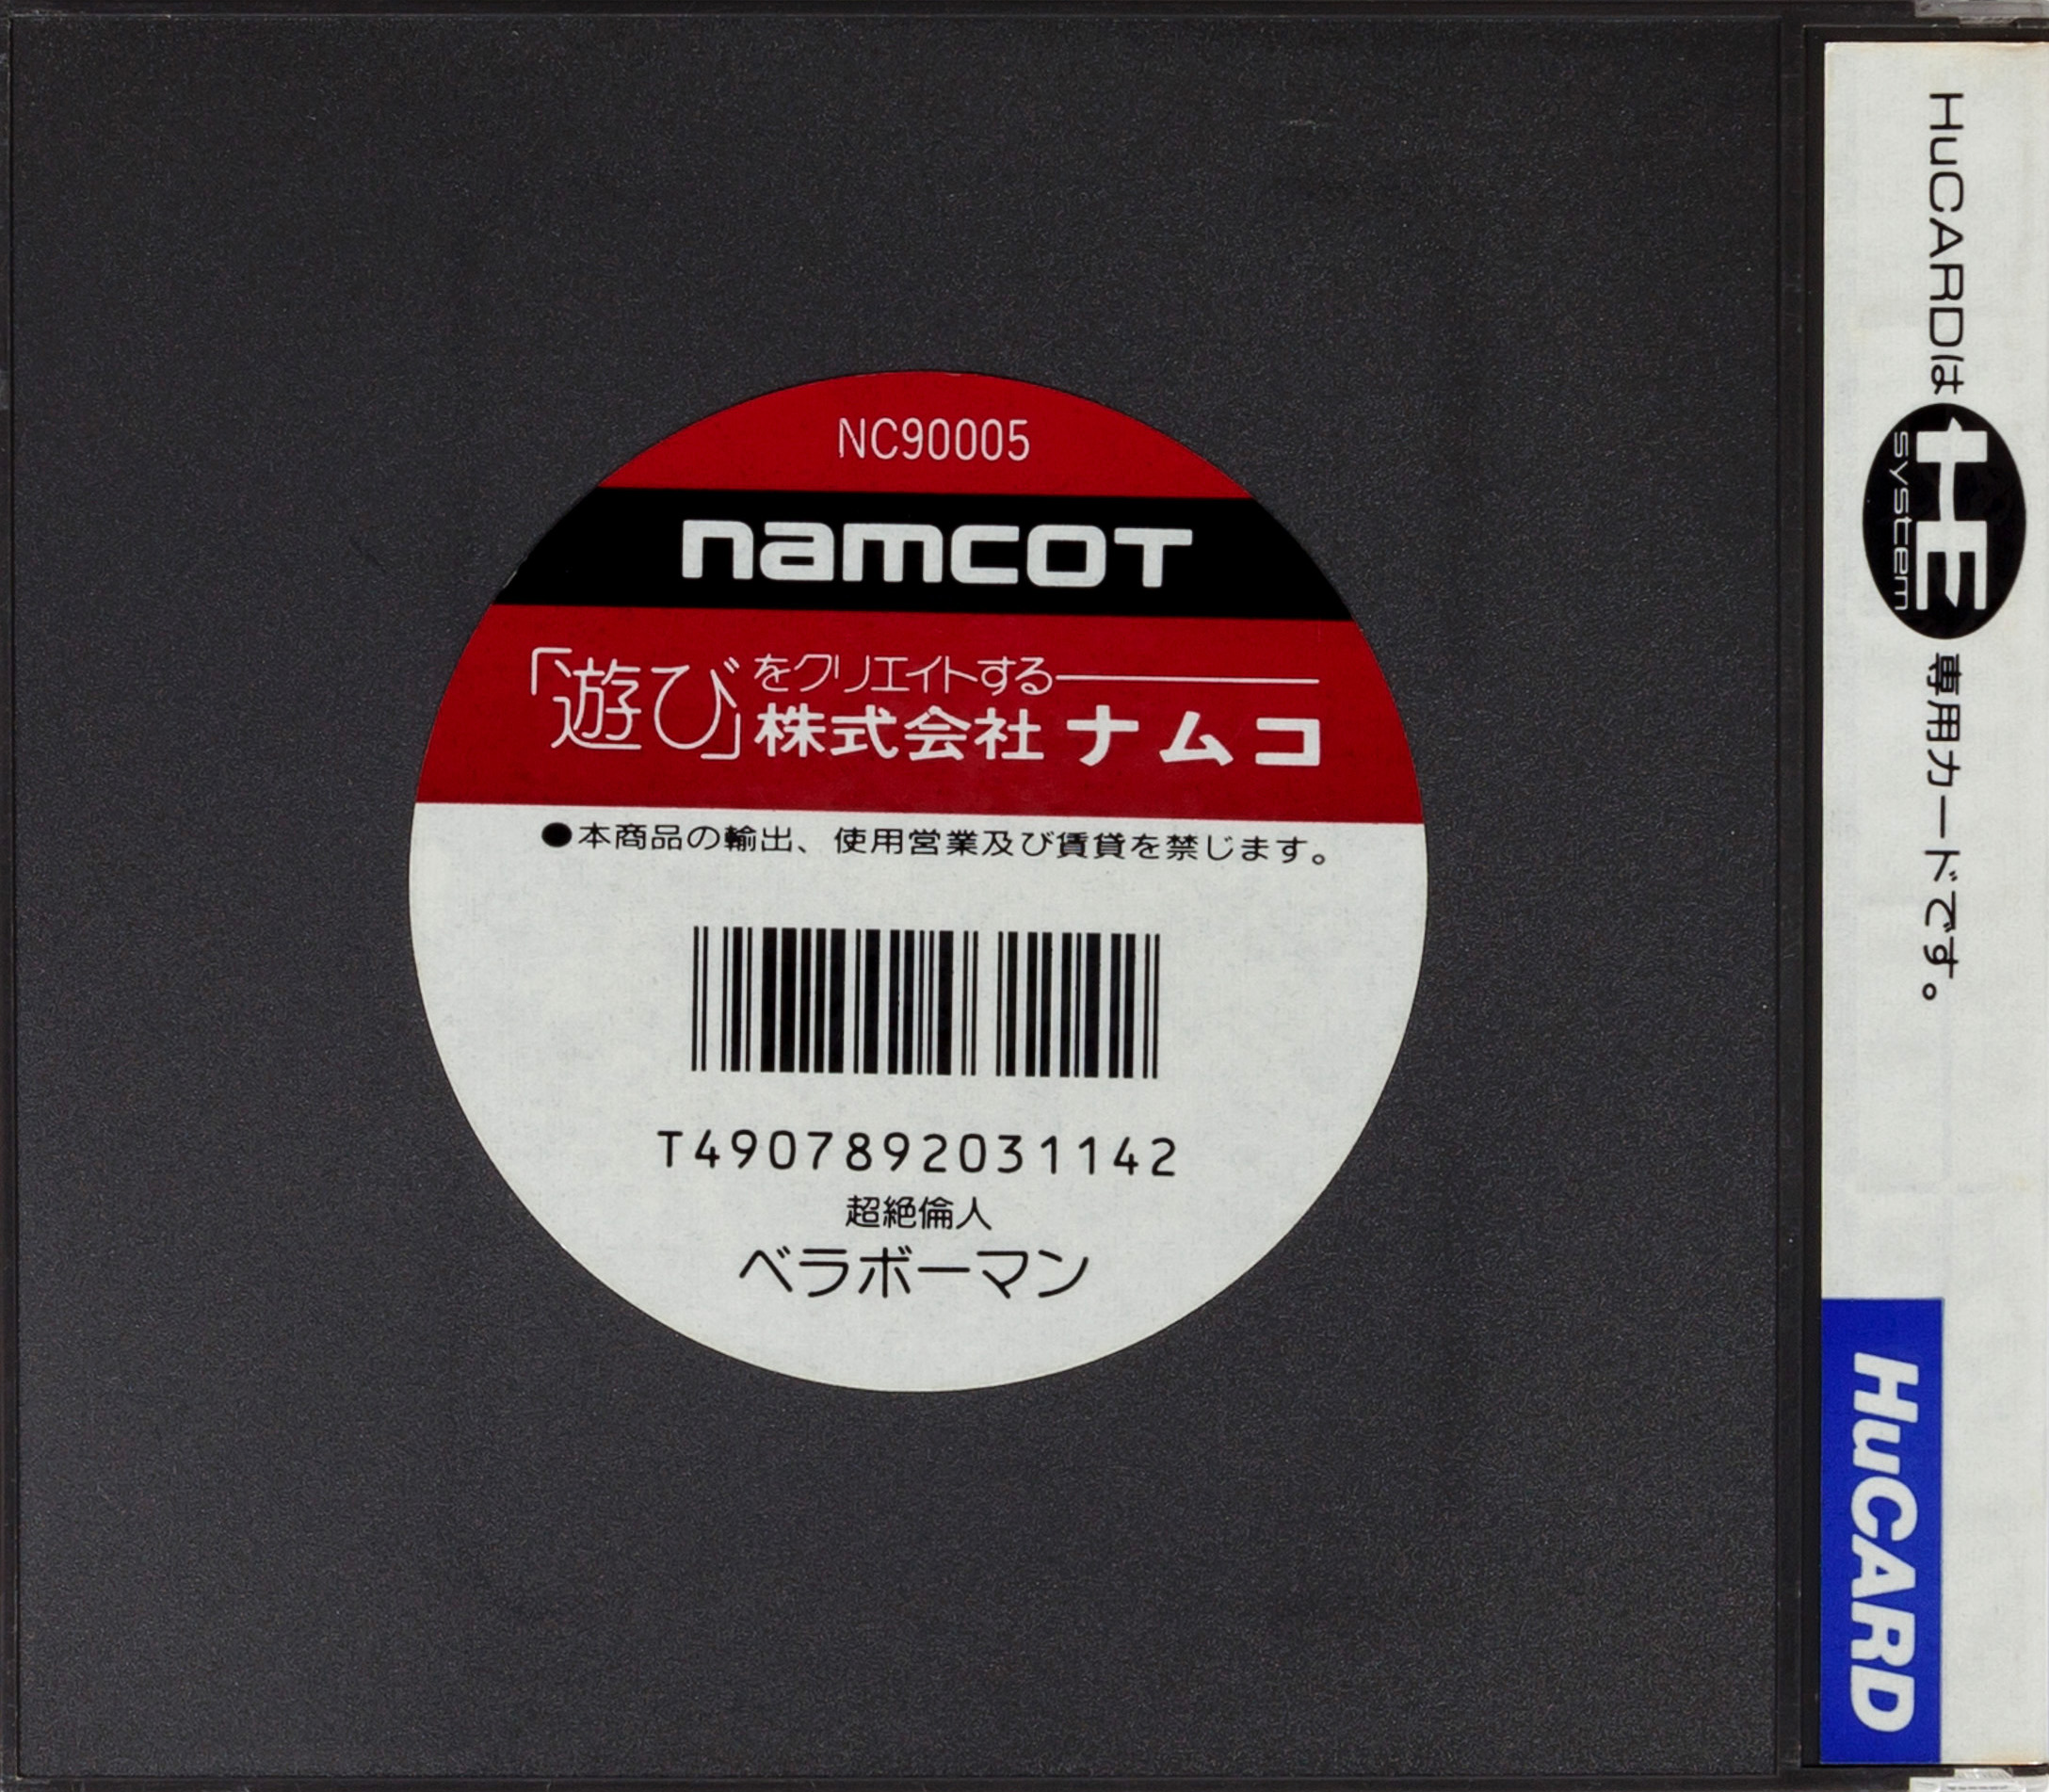 NC90005
namcot
「遊び」をクリエイトする
株式会社ナムコ
●本商品の輸出、使用営業及び賃貸を禁じます。
T4907892031142
超絶倫人
ベラボーマン
HuCARDは HE system 専用カードです。
HuCARD